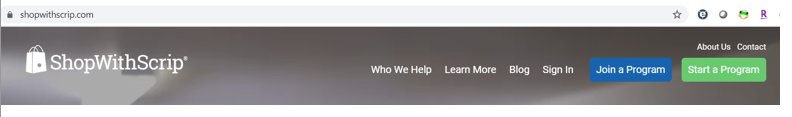 shopwithscrip.com
About Us Contact
ShopWithScrip®
Who We Help Learn More Blog Sign In Join a Program Start a Program